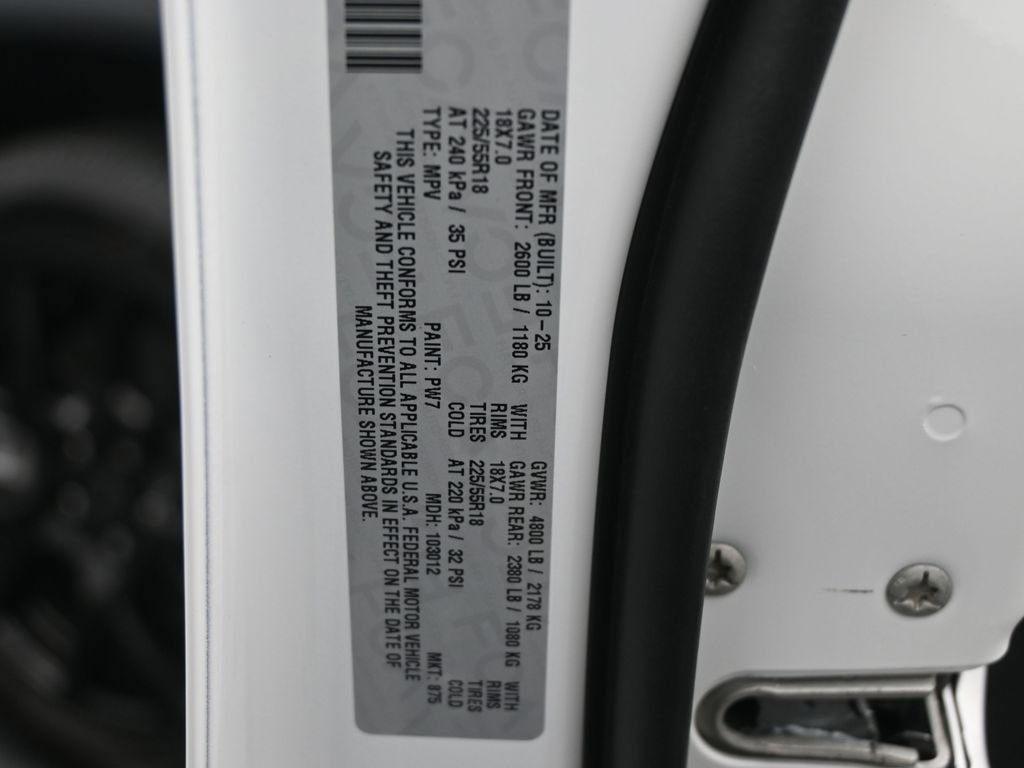 DATE OF MFR (BUILT): 10-25 GVWR: 4800 LB / 2178 KG
GAWR FRONT: 2600 LB / 1180 KG WITH GAWR REAR: 2380 LB / 1080 KG WITH
18X7.0 RIMS 18X7.0 RIMS
225/55R18 TIRES 225/55R18 TIRES
AT 240 kPa / 35 PSI COLD AT 220 kPa / 32 PSI COLD
TYPE: MPV PAINT: PW7 MDH: 103012 MKT: 875
THIS VEHICLE CONFORMS TO ALL APPLICABLE U.S.A. FEDERAL MOTOR VEHICLE
SAFETY AND THEFT PREVENTION STANDARDS IN EFFECT ON THE DATE OF
MANUFACTURE SHOWN ABOVE.